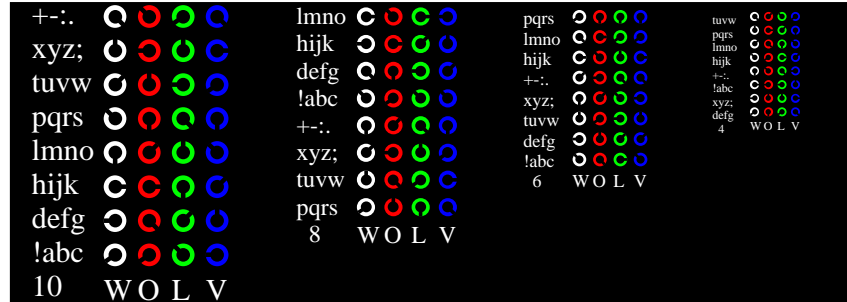 +-:.
xyz;
tuvw
pqrs
lmno
hijk
defg
!abc
10 W O L V
lmno
hijk
defg
!abc
+-:.
xyz;
tuvw
pqrs
8 W O L V
pqrs
lmno
hijk
+-:.
xyz;
tuvw
defg
!abc
6 W O L V
tuvw
pqrs
lmno
hijk
+-:.
!abc
xyz;
defg
4 W O L V